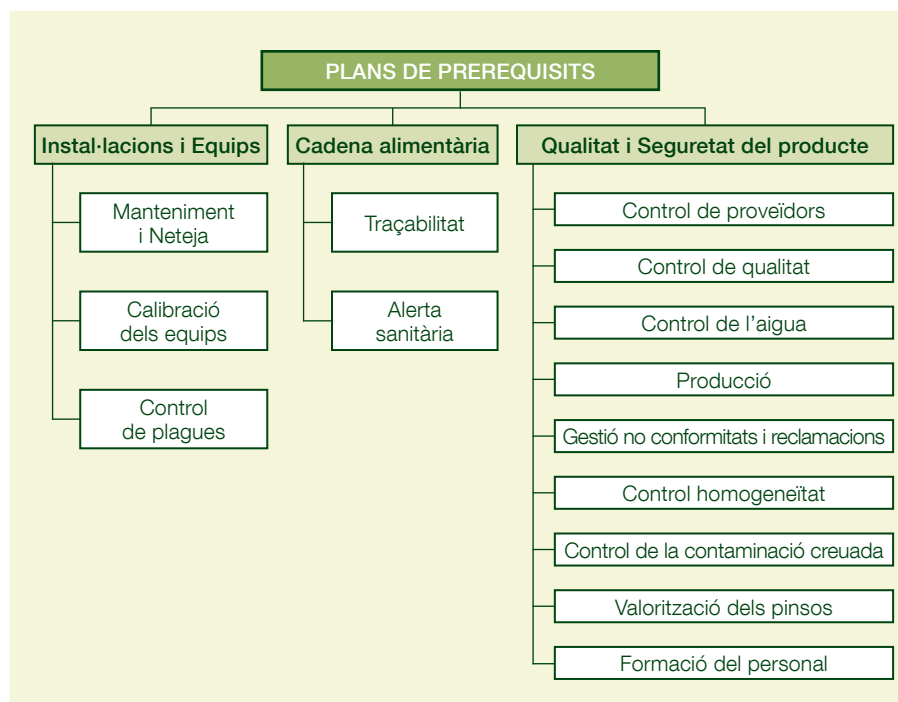 PLANS DE PREREQUISITS
Instal·lacions i Equips
Manteniment
i Neteja
Calibració
dels equips
Control
de plagues
Cadena alimentària
Traçabilitat
Alerta
sanitària
Qualitat i Seguretat del producte
Control de proveïdors
Control de qualitat
Control de l’aigua
Producció
Gestió no conformitats i reclamacions
Control homogeneïtat
Control de la contaminació creuada
Valorització dels pinsos
Formació del personal